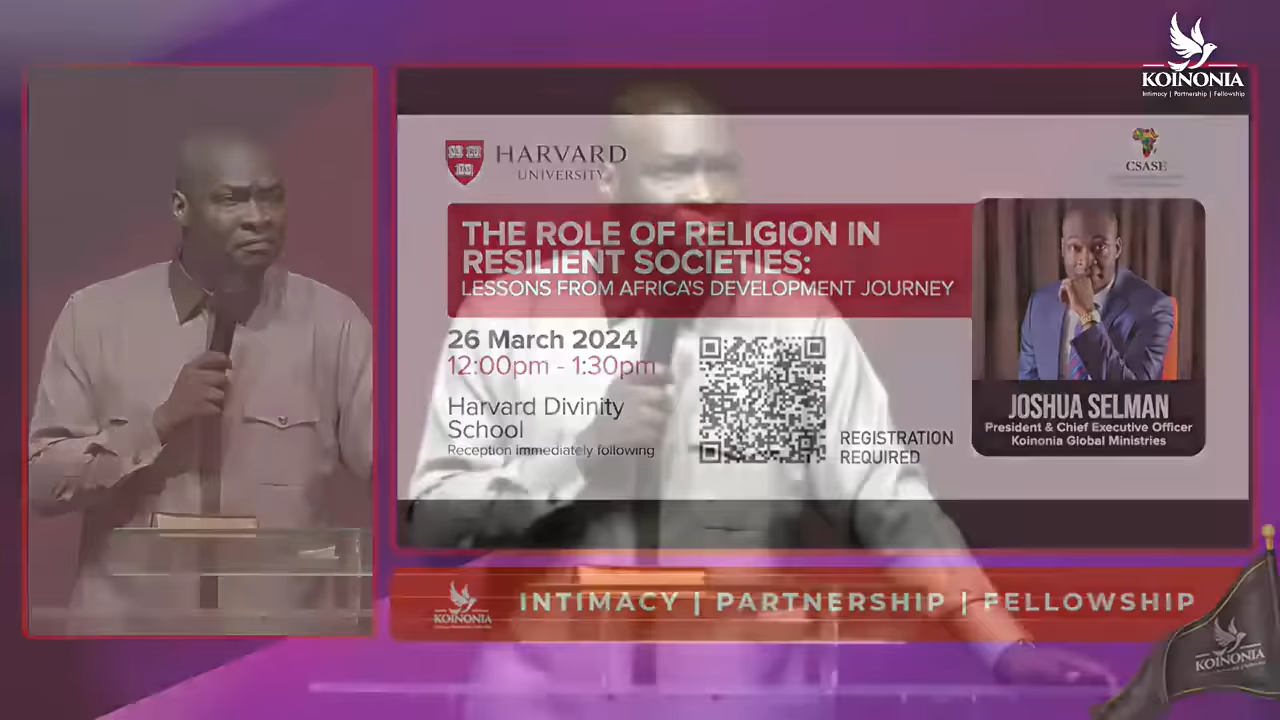 KOINONIA
Intimacy | Partnership | Fellowship
HARVARD
UNIVERSITY
CSASE
THE ROLE OF RELIGION IN
RESILIENT SOCIETIES:
LESSONS FROM AFRICA'S DEVELOPMENT JOURNEY
26 March 2024
12:00pm - 1:30pm
Harvard Divinity
School
Reception immediately following
REGISTRATION
REQUIRED
JOSHUA SELMAN
President & Chief Executive Officer
Koinonia Global Ministries
KOINONIA
INTIMACY | PARTNERSHIP | FELLOWSHIP
KOINONIA